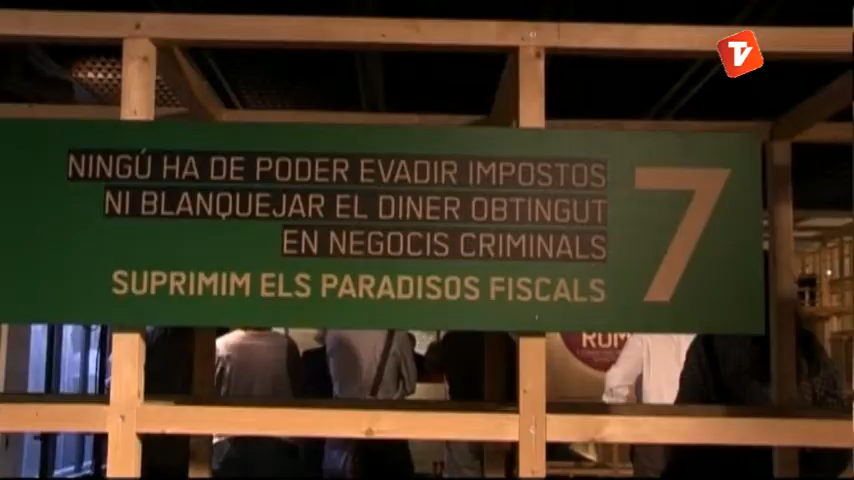 TV
NINGÚ HA DE PODER EVADIR IMPOSTOS
NI BLANQUEJAR EL DINER OBTINGUT
EN NEGOCIS CRIMINALS
SUPRIMIM ELS PARADISOS FISCALS
7